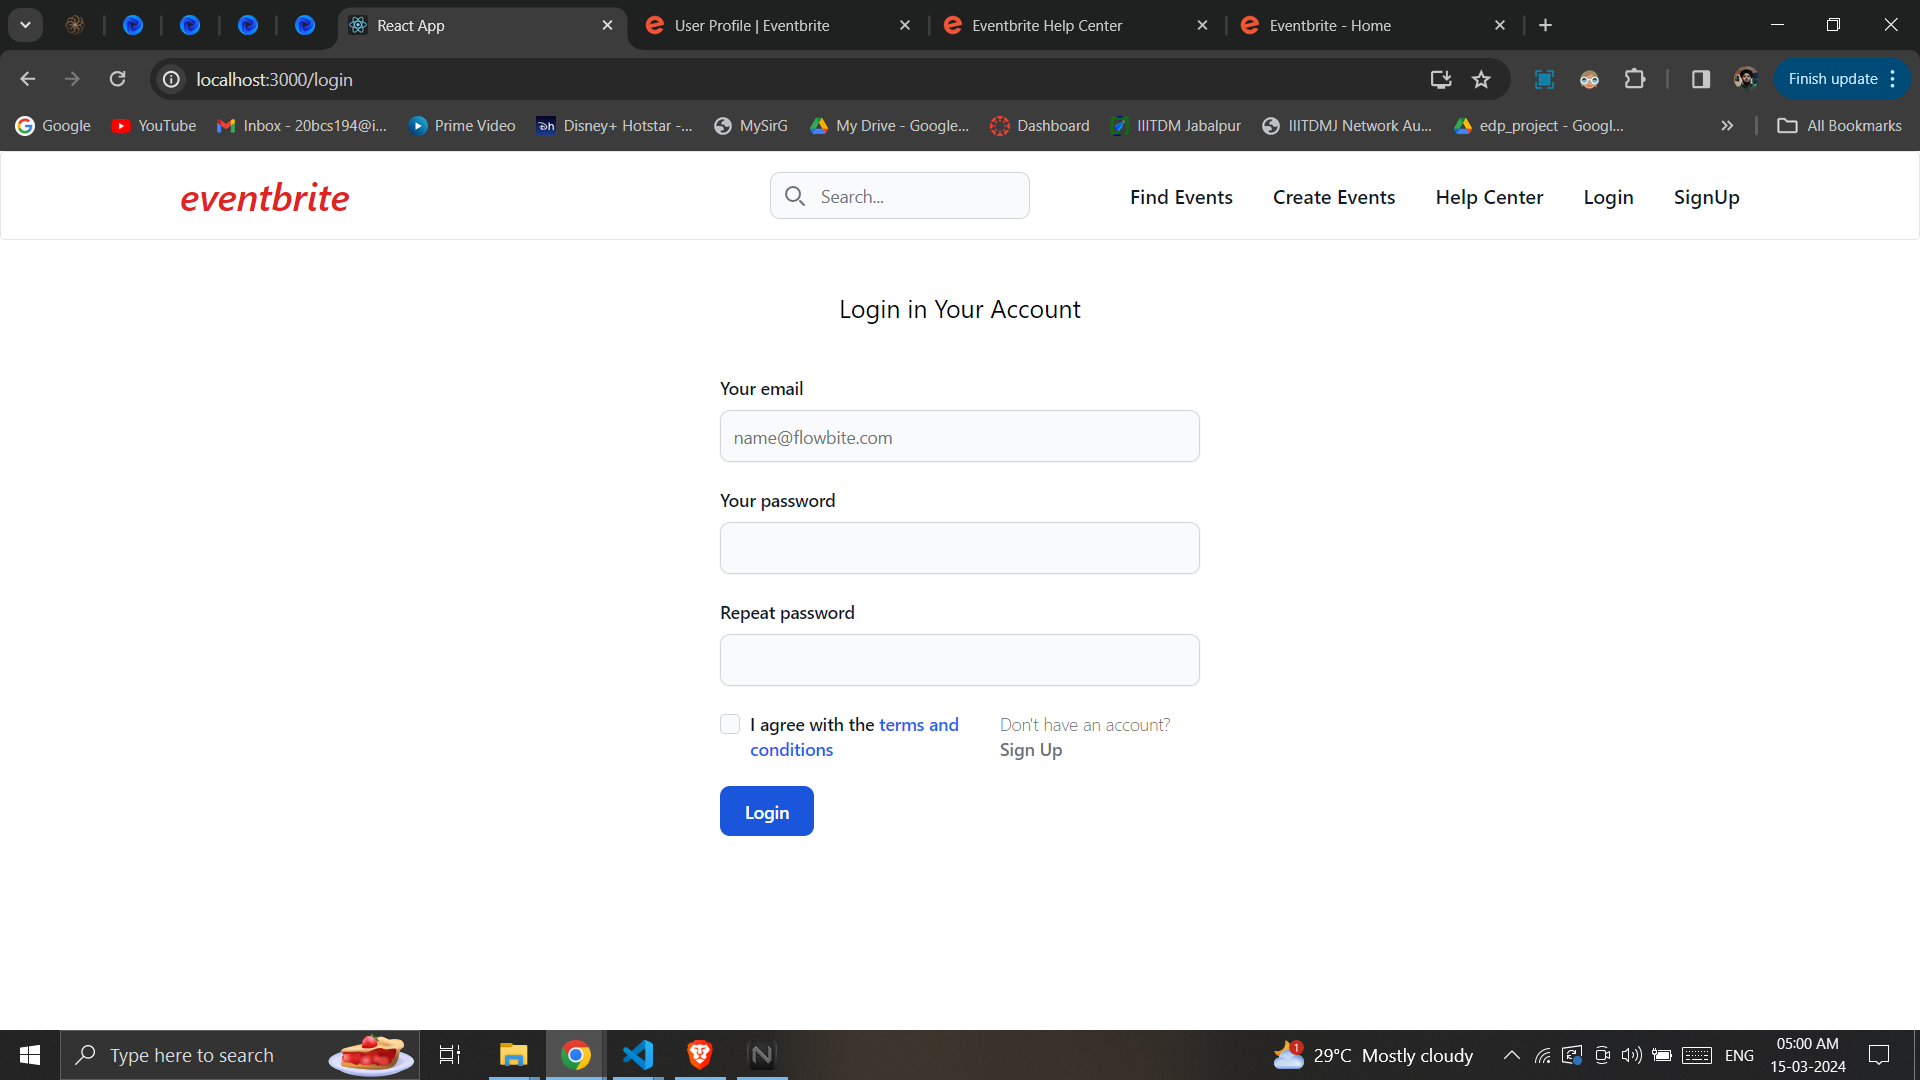 React App
User Profile | Eventbrite
Eventbrite Help Center
Eventbrite - Home
localhost:3000/login
Finish update
Google
YouTube
Inbox - 20bcs194@i...
Prime Video
Disney+ Hotstar -...
MySirG
My Drive - Google...
Dashboard
IIITDM Jabalpur
IIITDMJ Network Au...
edp_project - Googl...
All Bookmarks
eventbrite
Search...
Find Events
Create Events
Help Center
Login
SignUp
Login in Your Account
Your email
name@flowbite.com
Your password
Repeat password
I agree with the terms and
conditions
Don't have an account?
Sign Up
Login
Type here to search
1
29°C Mostly cloudy
ENG
05:00 AM
15-03-2024